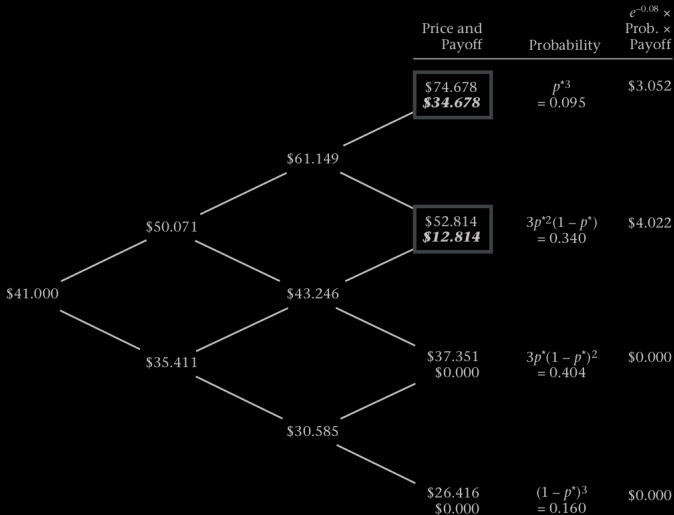 e^–0.08 ×
Price and Prob. ×
Payoff Probability Payoff
$74.678 p*3 $3.052
$34.678 = 0.095
$61.149
$52.814 3p*2(1 – p*) $4.022
$12.814 = 0.340
$50.071
$41.000 $43.246
$37.351 3p*(1 – p*)2 $0.000
$0.000 = 0.404
$35.411
$30.585
$26.416 (1 – p*)3 $0.000
$0.000 = 0.160